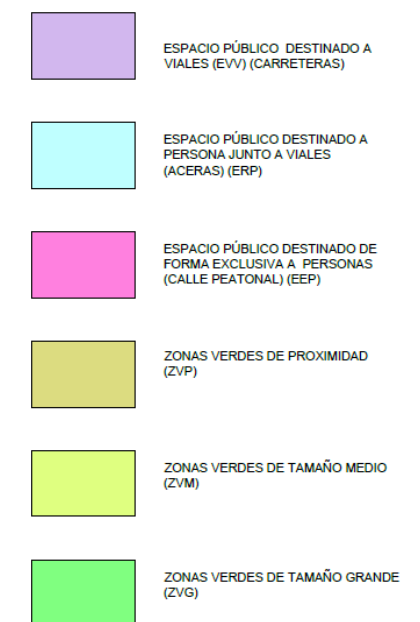 ESPACIO PÚBLICO DESTINADO A
VIALES (EVV) (CARRETERAS)
ESPACIO PÚBLICO DESTINADO A
PERSONA JUNTO A VIALES
(ACERAS) (ERP)
ESPACIO PÚBLICO DESTINADO DE
FORMA EXCLUSIVA A PERSONAS
(CALLE PEATONAL) (EEP)
ZONAS VERDES DE PROXIMIDAD
(ZVP)
ZONAS VERDES DE TAMAÑO MEDIO
(ZVM)
ZONAS VERDES DE TAMAÑO GRANDE
(ZVG)